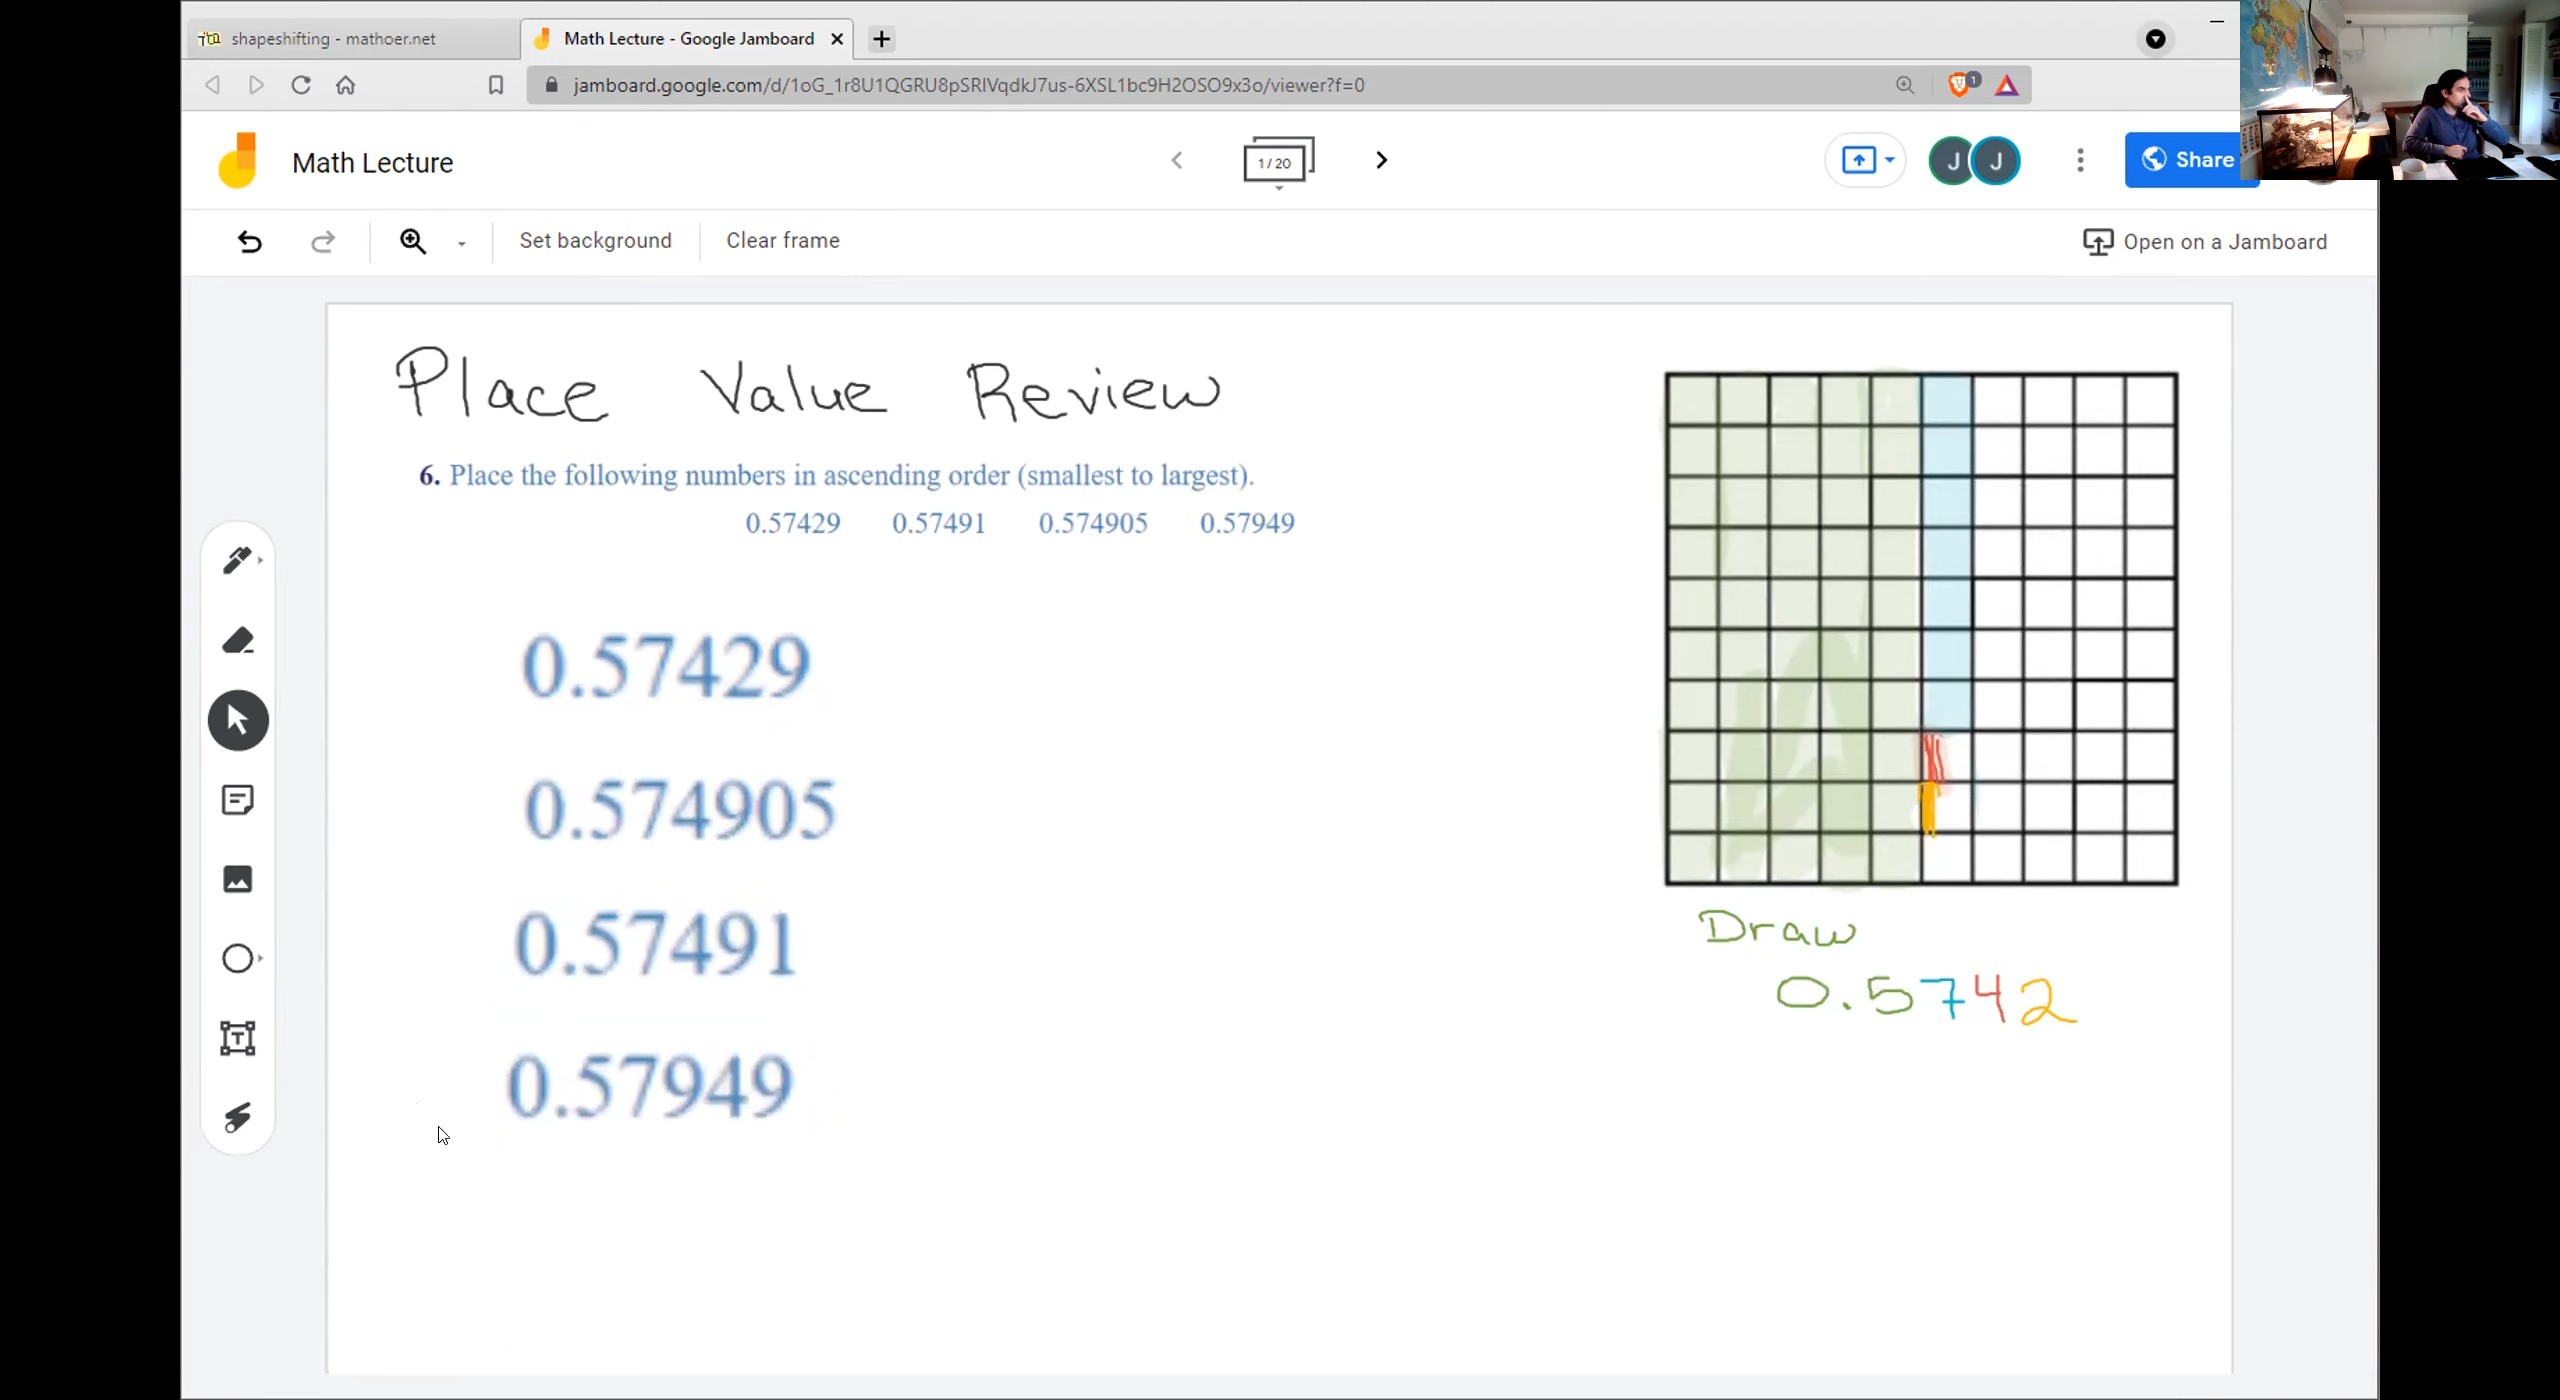 shapeshifting - mathoer.net
Math Lecture - Google Jamboard
jamboard.google.com/d/1oG_1r8U1QGRU8pSRlVqdkJ7us-6XSL1bc9H2OSO9x3o/viewer?f=0
1
Math Lecture
1 / 20
J J
Share
Set background Clear frame
Open on a Jamboard
Place Value Review
6. Place the following numbers in ascending order (smallest to largest).
0.57429 0.57491 0.574905 0.57949
0.57429
0.574905
0.57491
0.57949
Draw
0.5742